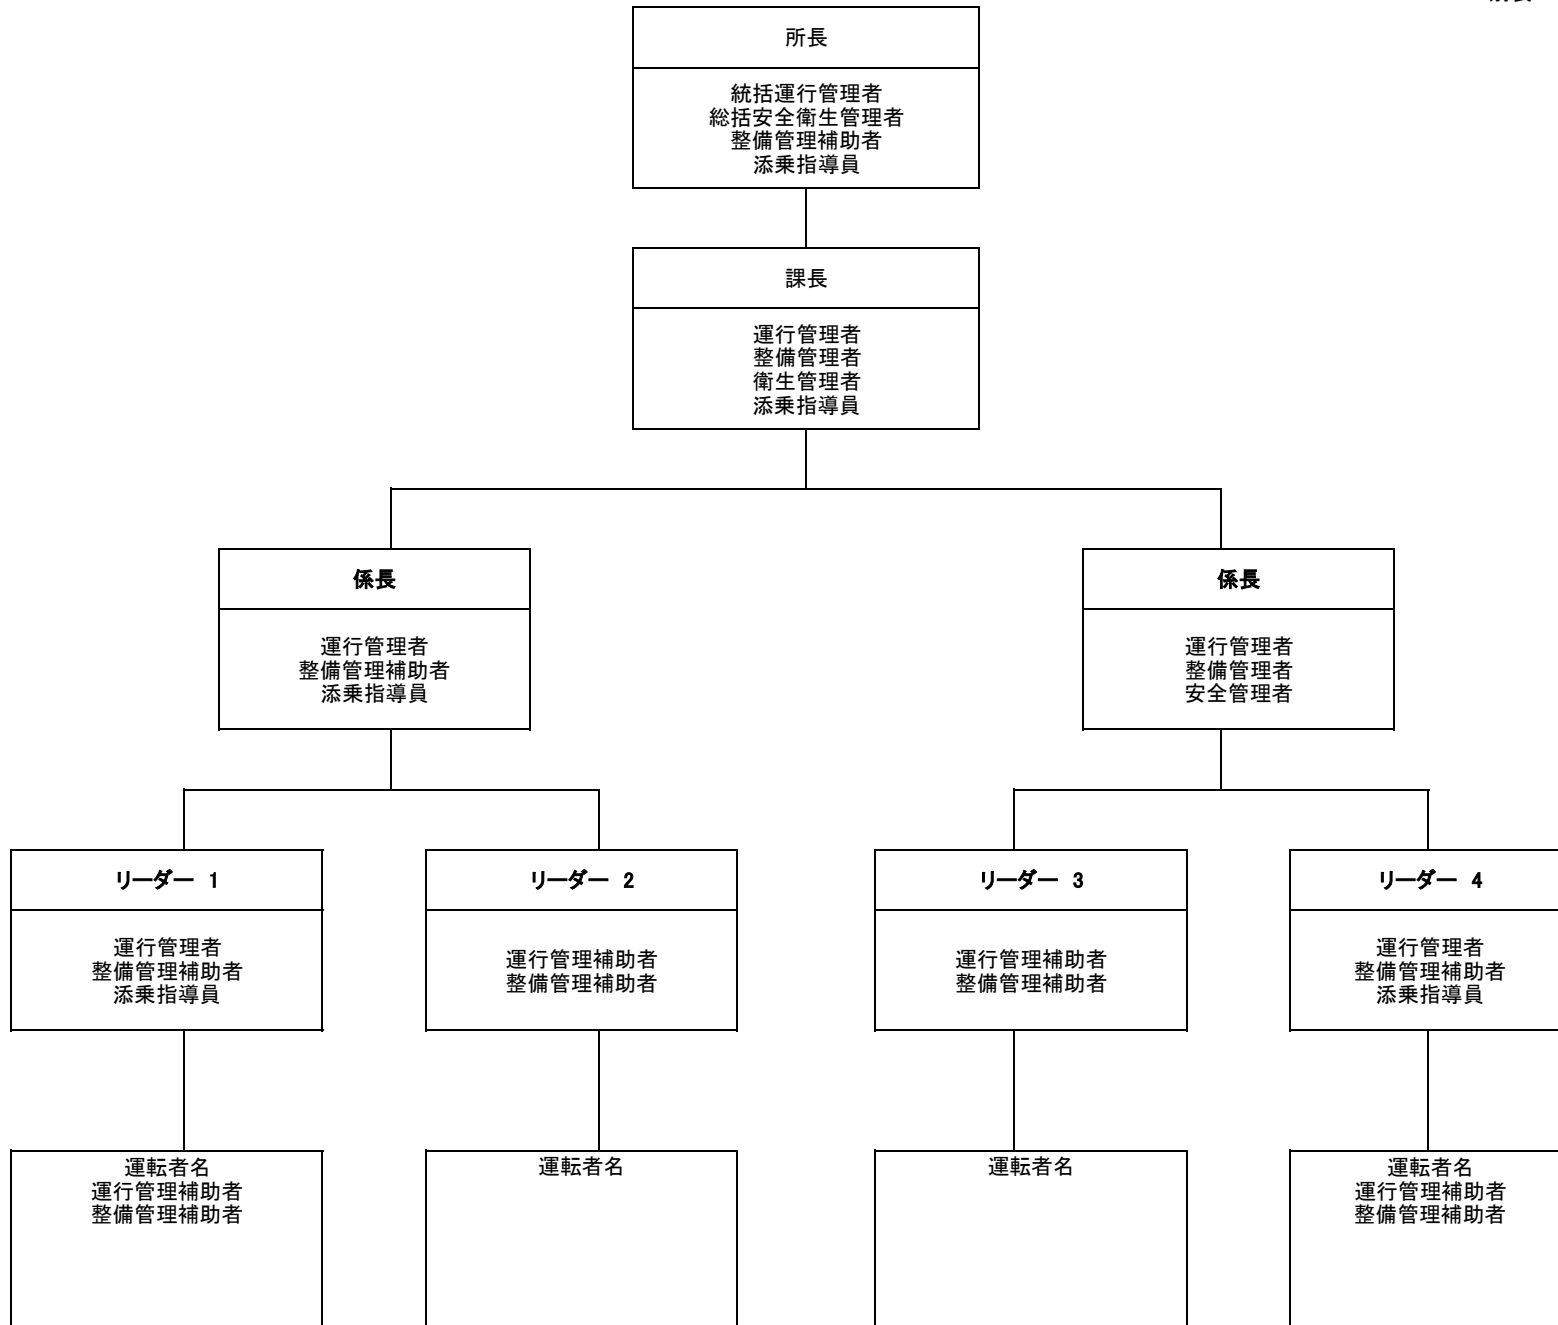 所長
統括運行管理者
総括安全衛生管理者
整備管理補助者
添乗指導員
課長
運行管理者
整備管理者
衛生管理者
添乗指導員
係長
運行管理者
整備管理補助者
添乗指導員
係長
運行管理者
整備管理者
安全管理者
リーダー 1
運行管理者
整備管理補助者
添乗指導員
リーダー 2
運行管理補助者
整備管理補助者
リーダー 3
運行管理補助者
整備管理補助者
リーダー 4
運行管理者
整備管理補助者
添乗指導員
運転者名
運行管理補助者
整備管理補助者
運転者名
運転者名
運転者名
運行管理補助者
整備管理補助者